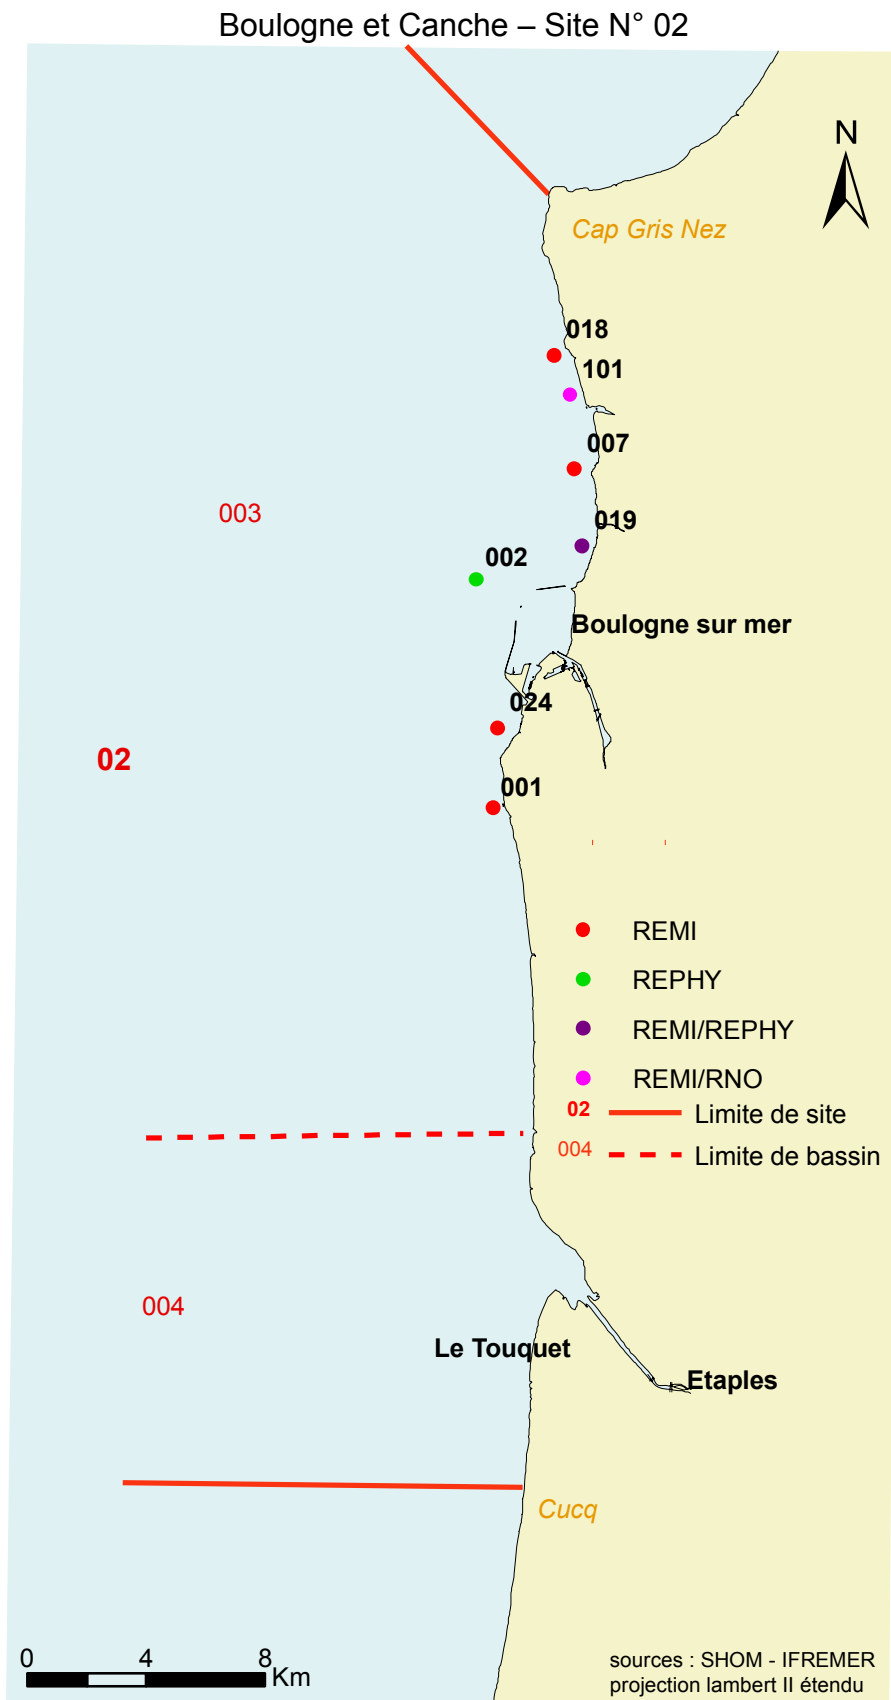 Boulogne et Canche – Site N° 02
N
Cap Gris Nez
018
101
007
003
019
002
Boulogne sur mer
024
02
001
REMI
REPHY
REMI/REPHY
REMI/RNO
02 Limite de site
004 Limite de bassin
004
Le Touquet
Etaples
Cucq
0 4 8
Km
sources : SHOM - IFREMER
projection lambert II étendu